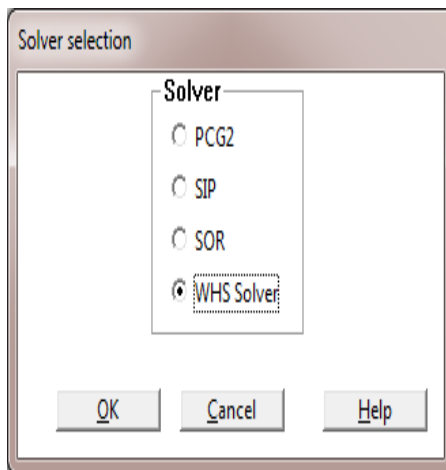 Solver selection
Solver
PCG2
SIP
SOR
WHS Solver
OK Cancel Help